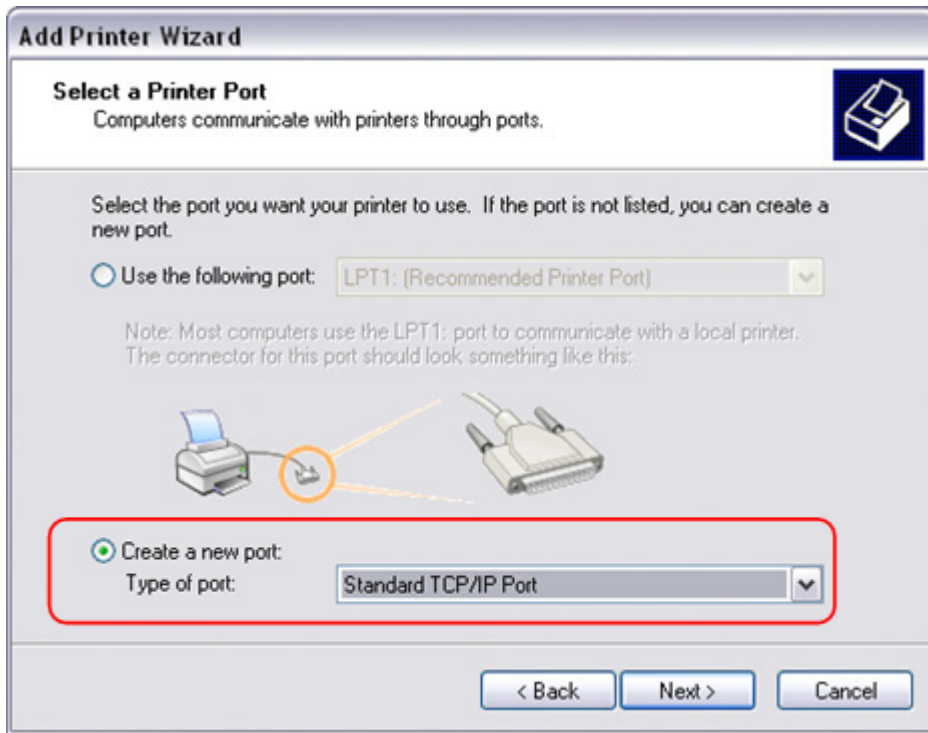 Add Printer Wizard
Select a Printer Port
Computers communicate with printers through ports.
Select the port you want your printer to use. If the port is not listed, you can create a
new port.
Use the following port: LPT1: (Recommended Printer Port)
Note: Most computers use the LPT1: port to communicate with a local printer.
The connector for this port should look something like this:
Create a new port:
Type of port: Standard TCP/IP Port
< Back Next > Cancel